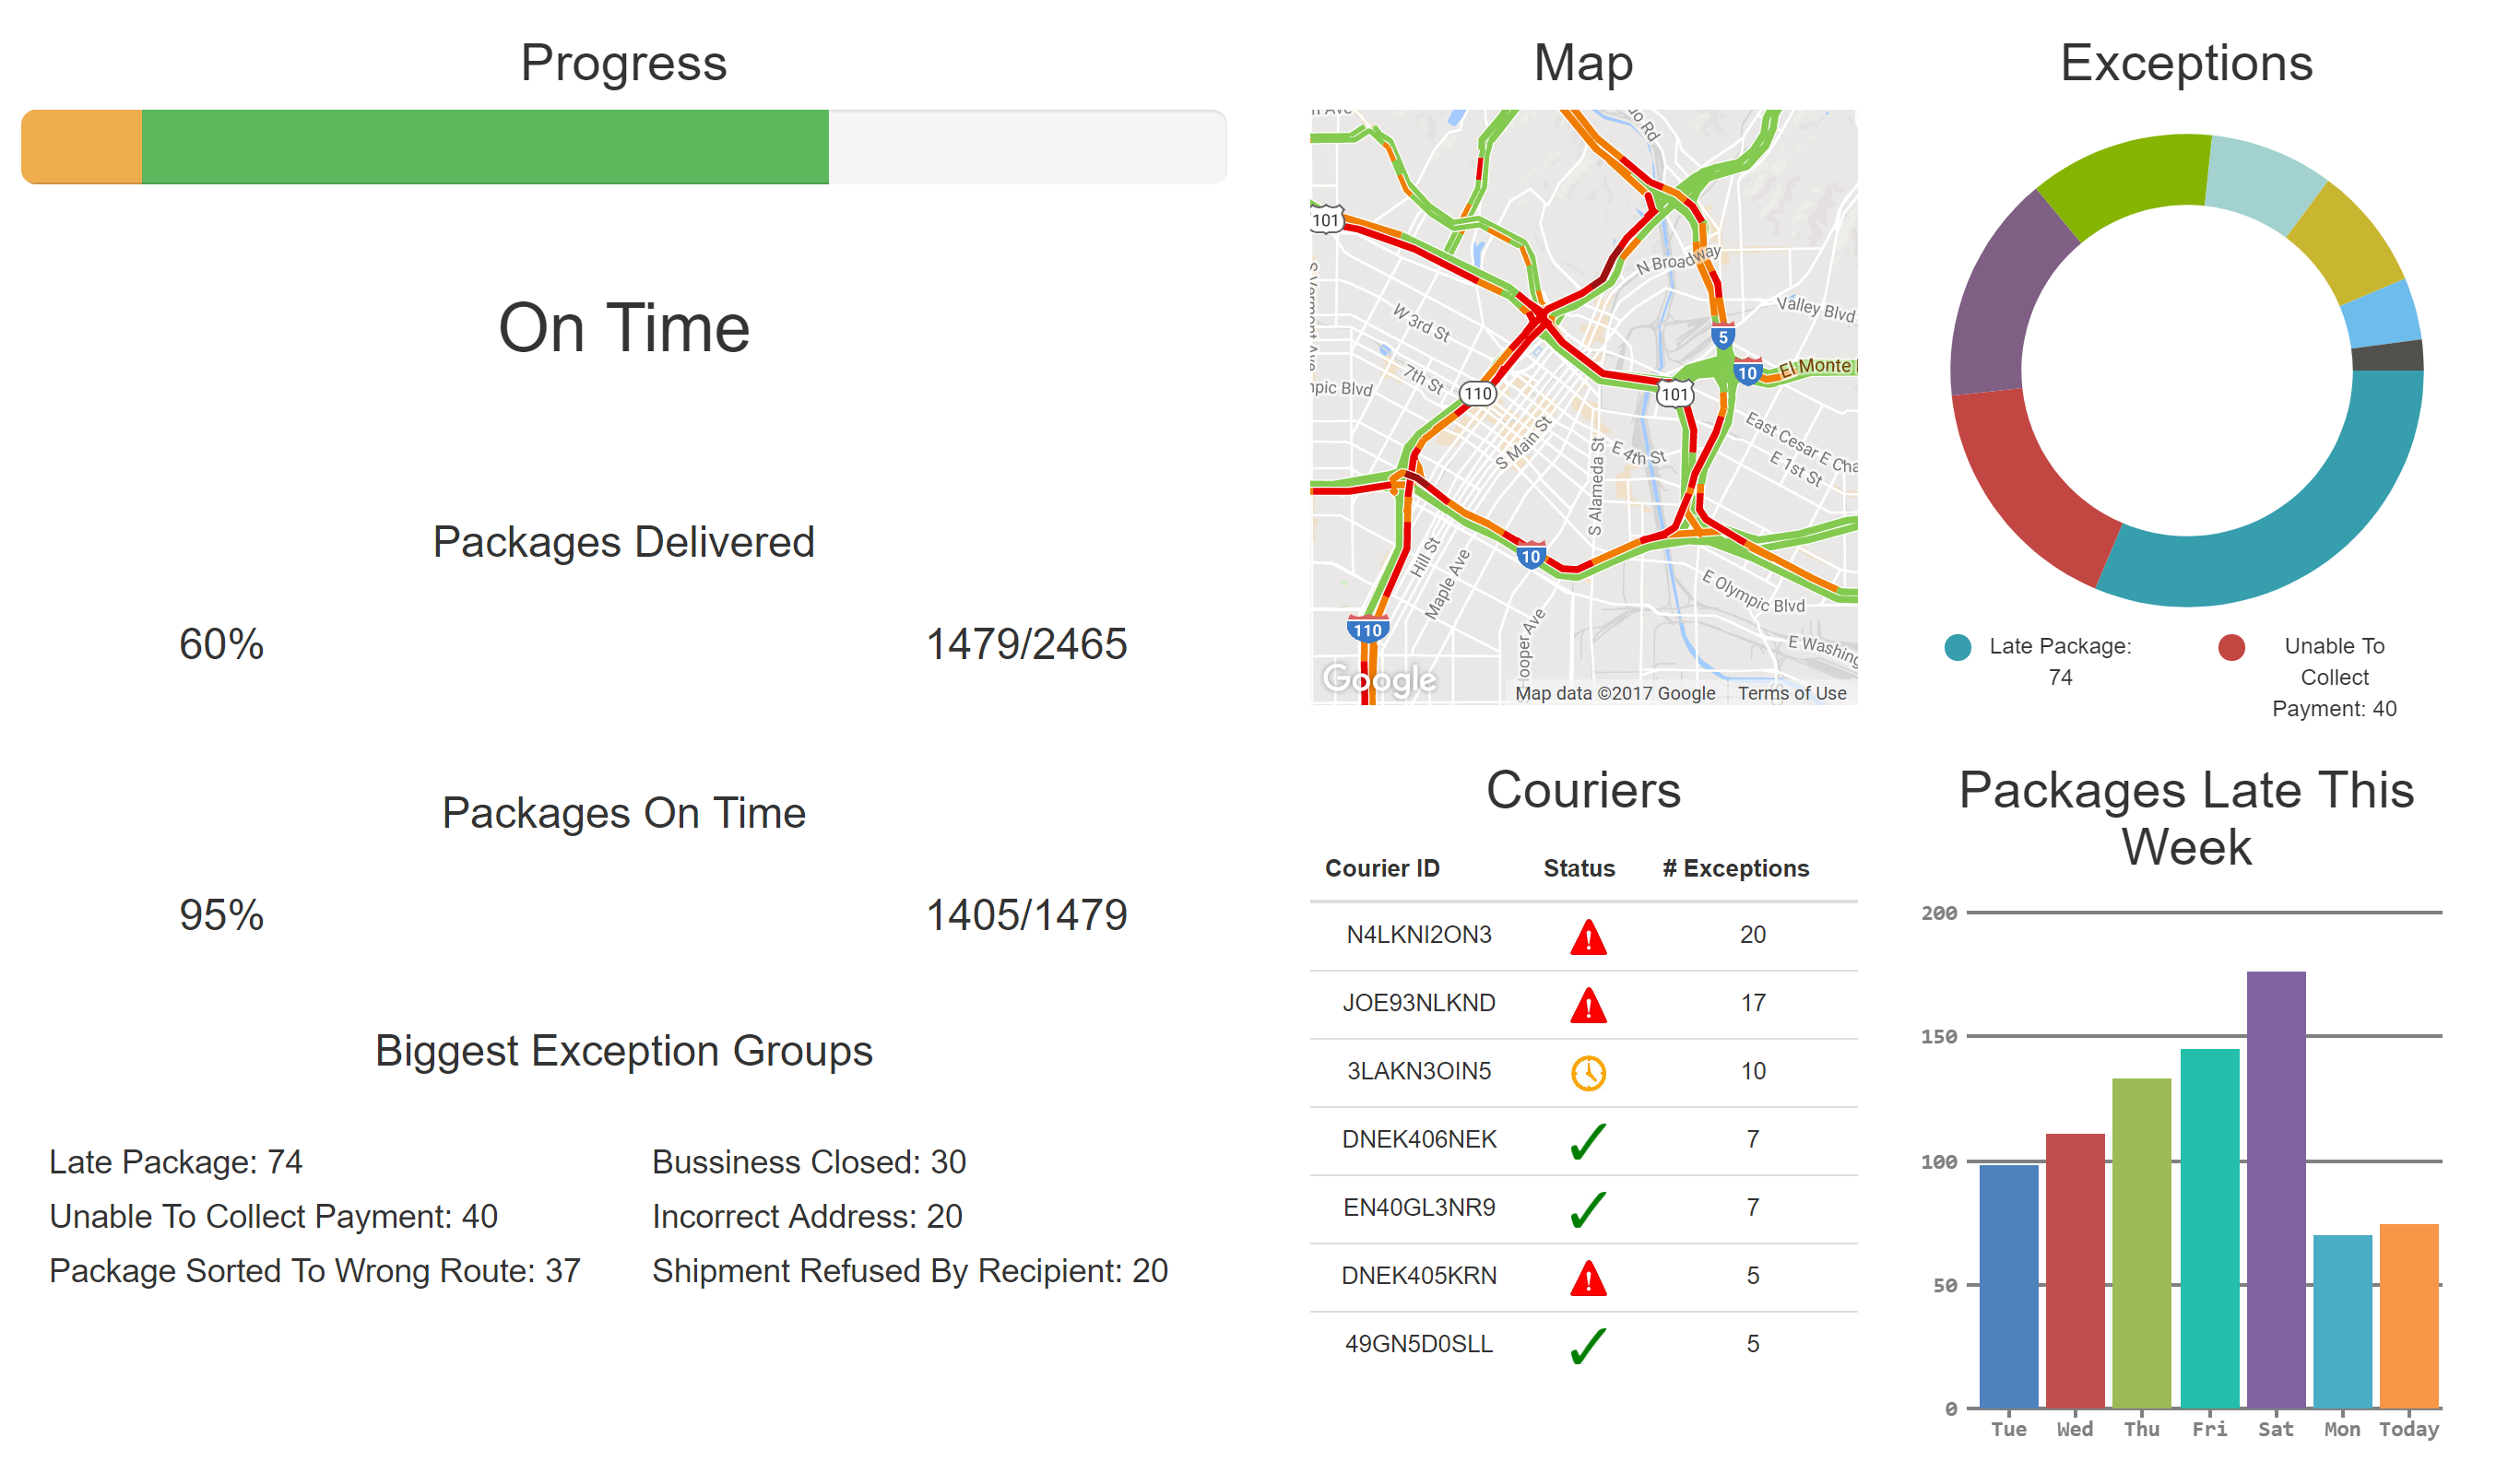 Progress
On Time
Packages Delivered
60% 1479/2465
Packages On Time
95% 1405/1479
Biggest Exception Groups
Late Package: 74
Unable To Collect Payment: 40
Package Sorted To Wrong Route: 37
Bussiness Closed: 30
Incorrect Address: 20
Shipment Refused By Recipient: 20
Map
101
N Broadway
Valley Blvd
W 3rd St
5
10
El Monte
7th St
110
101
S Main St
S Alameda St
E 4th St
East Cesar E Cha
E 1st St
Hill St
Maple Ave
10
E Olympic Blvd
110
E Washing
Google
Map data ©2017 Google Terms of Use
Exceptions
Late Package:
74
Unable To
Collect
Payment: 40
Couriers
Courier ID Status # Exceptions
N4LKNI2ON3 20
JOE93NLKND 17
3LAKN3OIN5 10
DNEK406NEK 7
EN40GL3NR9 7
DNEK405KRN 5
49GN5D0SLL 5
Packages Late This
Week
200
150
100
50
0
Tue Wed Thu Fri Sat Mon Today